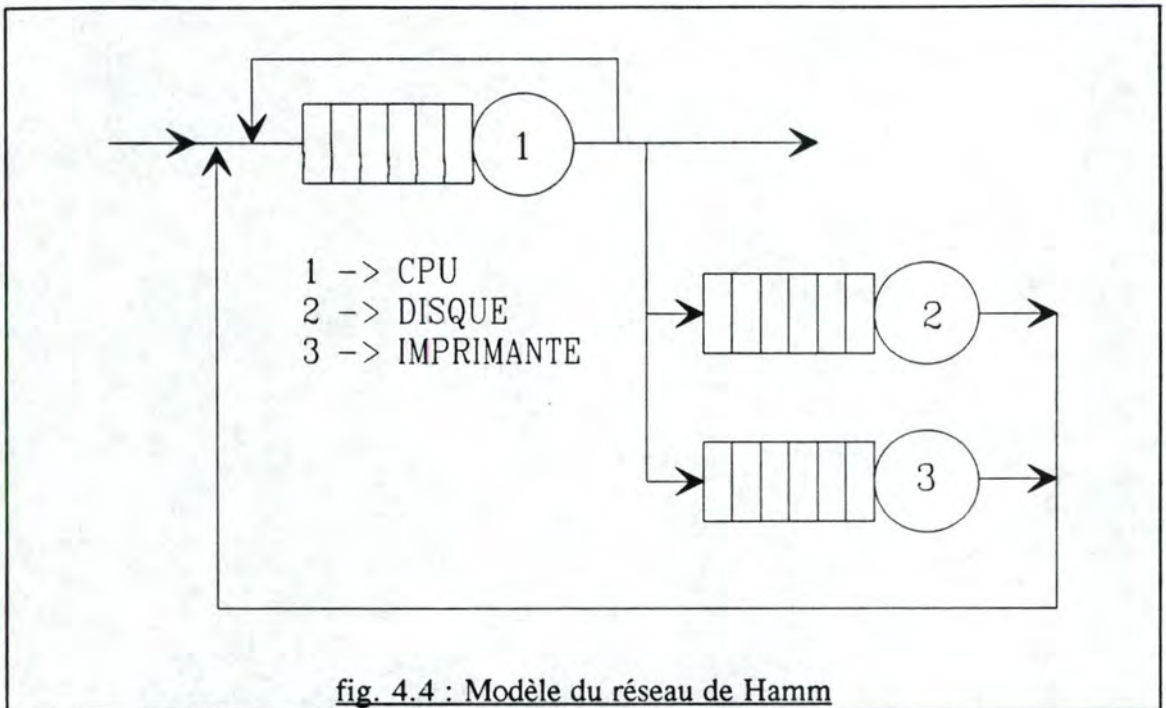 1
1 -> CPU
2 -> DISQUE
3 -> IMPRIMANTE
2
3
fig. 4.4 : Modèle du réseau de Hamm